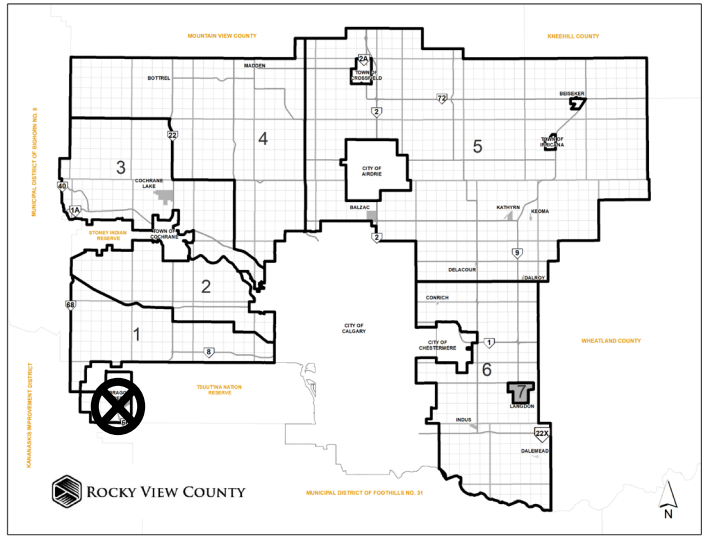 MOUNTAIN VIEW COUNTY
KNEEHILL COUNTY
MADDEN
2A
TOWN OF
CROSSFIELD
BOTTREL
72
BEISEKER
2
MUNICIPAL DISTRICT OF BIGHORN NO. 8
22
4
5
TOWN OF
IRRICANA
3
CITY OF
AIRDRIE
COCHRANE
LAKE
40
1A
BALZAC
KATHYRN
KEOMA
STONEY INDIAN
RESERVE
TOWN OF
COCHRANE
2
9
DELACOUR
DALROY
2
68
CONRICH
CITY OF
CALGARY
1
CITY OF
CHESTERMERE
1
WHEATLAND COUNTY
8
6
KANANASKIS IMPROVEMENT DISTRICT
TSUUT'INA NATION
RESERVE
7
LANGDON
INDUS
22X
DALEMEAD
ROCKY VIEW COUNTY
MUNICIPAL DISTRICT OF FOOTHILLS NO. 31
N